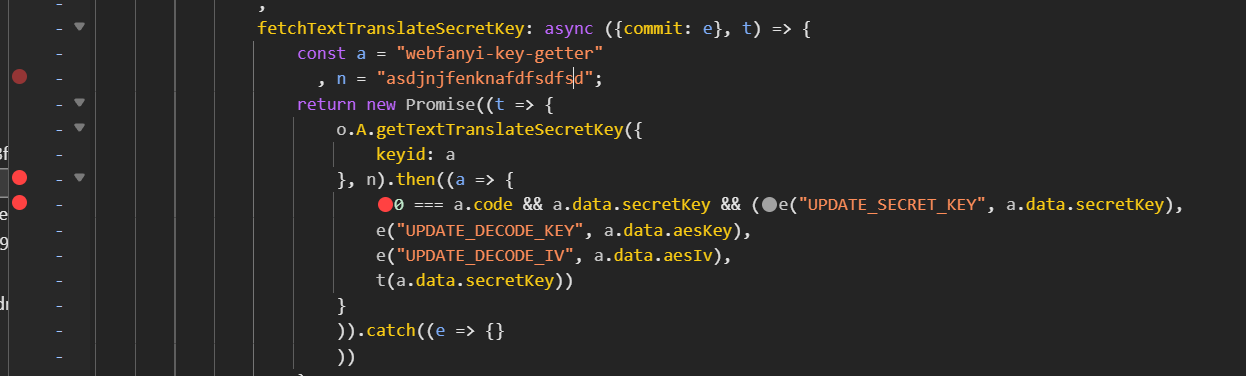 ,
fetchTextTranslateSecretKey: async ({commit: e}, t) => {
const a = "webfanyi-key-getter"
, n = "asdjnjfenknafdfsdfsd";
return new Promise((t => {
o.A.getTextTranslateSecretKey({
keyid: a
}, n).then((a => {
0 === a.code && a.data.secretKey && (e("UPDATE_SECRET_KEY", a.data.secretKey),
e("UPDATE_DECODE_KEY", a.data.aesKey),
e("UPDATE_DECODE_IV", a.data.aesIv),
t(a.data.secretKey))
}
)).catch((e => {}
))